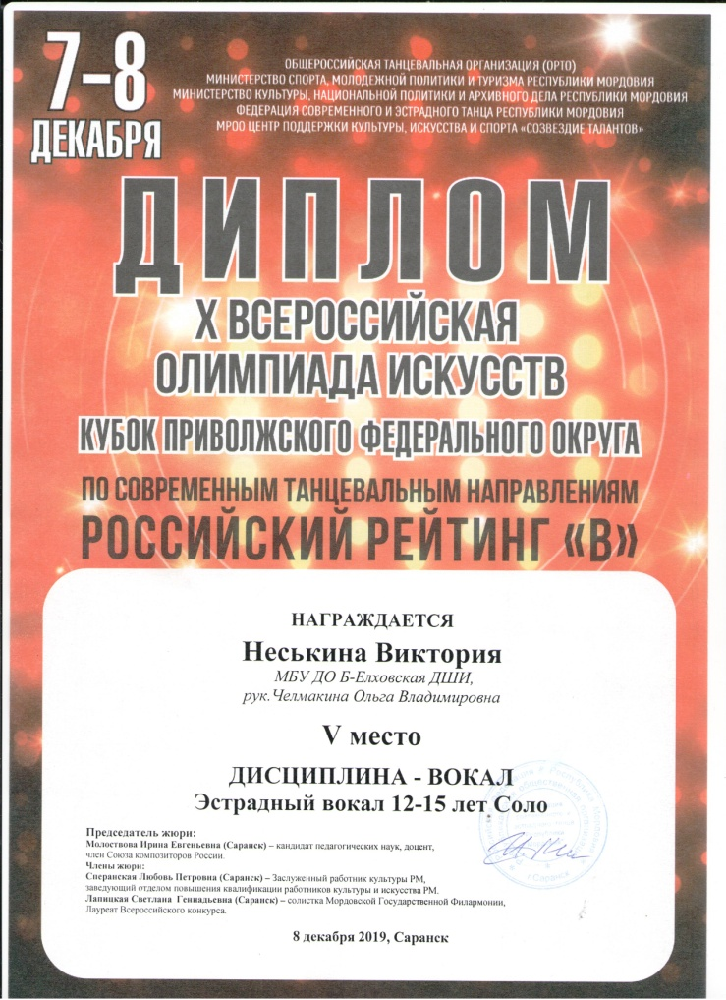 7–8
ДЕКАБРЯ
ОБЩЕРОССИЙСКАЯ ТАНЦЕВАЛЬНАЯ ОРГАНИЗАЦИЯ (ОРТО)
МИНИСТЕРСТВО СПОРТА, МОЛОДЕЖНОЙ ПОЛИТИКИ И ТУРИЗМА РЕСПУБЛИКИ МОРДОВИЯ
МИНИСТЕРСТВО КУЛЬТУРЫ, НАЦИОНАЛЬНОЙ ПОЛИТИКИ И АРХИВНОГО ДЕЛА РЕСПУБЛИКИ МОРДОВИЯ
ФЕДЕРАЦИЯ СОВРЕМЕННОГО И ЭСТРАДНОГО ТАНЦА РЕСПУБЛИКИ МОРДОВИЯ
МРОО ЦЕНТР ПОДДЕРЖКИ КУЛЬТУРЫ, ИСКУССТВА И СПОРТА «СОЗВЕЗДИЕ ТАЛАНТОВ»
ДИПЛОМ
X ВСЕРОССИЙСКАЯ
ОЛИМПИАДА ИСКУССТВ
КУБОК ПРИВОЛЖСКОГО ФЕДЕРАЛЬНОГО ОКРУГА
ПО СОВРЕМЕННЫМ ТАНЦЕВАЛЬНЫМ НАПРАВЛЕНИЯМ
РОССИЙСКИЙ РЕЙТИНГ «В»
НАГРАЖДАЕТСЯ
Неськина Виктория
МБУ ДО Б-Елховская ДШИ,
рук.Челмакина Ольга Владимировна
V место
ДИСЦИПЛИНА - ВОКАЛ
Эстрадный вокал 12-15 лет Соло
Председатель жюри:
Молоствова Ирина Евгеньевна (Саранск) – кандидат педагогических наук, доцент,
член Союза композиторов России.
Члены жюри:
Сперанская Любовь Петровна (Саранск) – Заслуженный работник культуры РМ,
заведующий отделом повышения квалификации работников культуры и искусства РМ.
Лапицкая Светлана Геннадьевна (Саранск) – солистка Мордовской Государственной Филармонии,
Лауреат Всероссийского конкурса.
г.Саранск
8 декабря 2019, Саранск